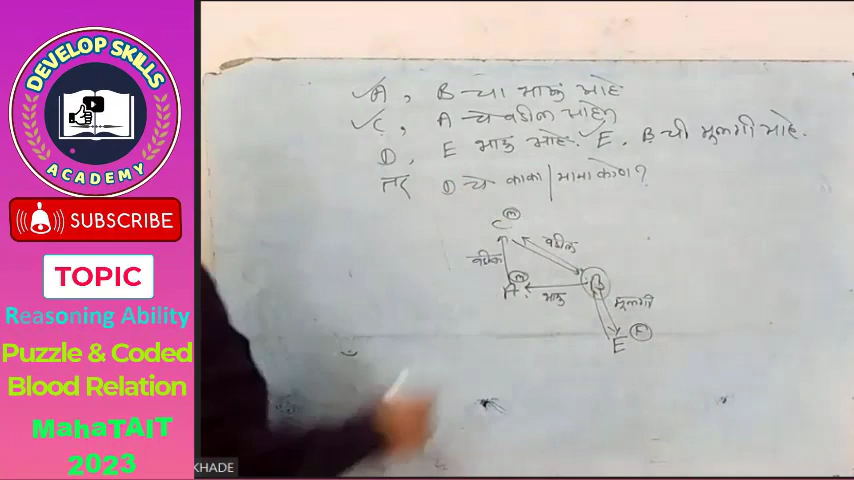 DEVELOP SKILLS
ACADEMY
SUBSCRIBE
TOPIC
Reasoning Ability
Puzzle & Coded
Blood Relation
MahaTAIT
2023
KHADE
A, B चा भाऊ आहे
C, A चे वडील आहेत
D, E भाऊ आहे. E, B ची मुलगी आहे.
तर D चे काका/मामा कोण?
C M
वडील वडील
A M भाऊ B
मुलगी
E F